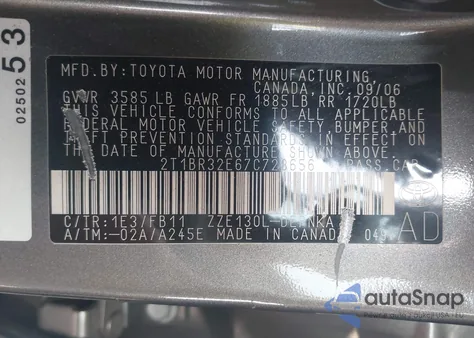 02502 53
MFD.BY:TOYOTA MOTOR MANUFACTURING,
CANADA, INC. 09/06
GVWR 3585 LB GAWR FR 1885LB RR 1720LB
THIS VEHICLE CONFORMS TO ALL APPLICABLE
FEDERAL MOTOR VEHICLE SAFETY, BUMPER, AND
THEFT PREVENTION STANDARDS IN EFFECT ON
THE DATE OF MANUFACTURE SHOWN ABOVE.
PASS CAR
C/TR:1E3/FB11 ZZE130L-
A/TM:-02A/A245E MADE IN CANADA
AD
autoSnap